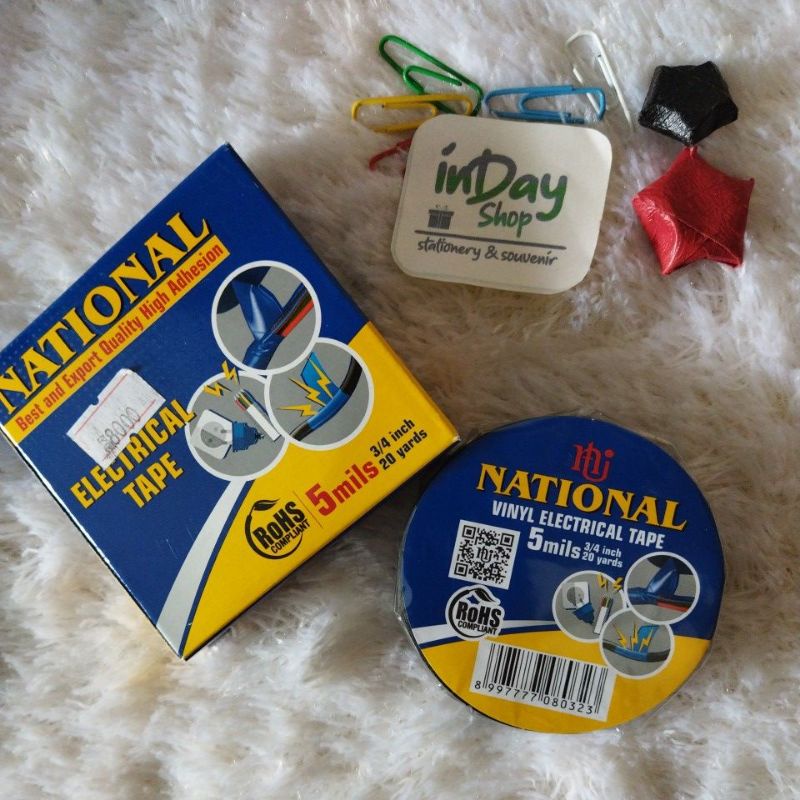 NATIONAL
Best and Export Quality High Adhesion
ELECTRICAL
TAPE
RoHS
COMPLIANT
5mils 3/4 inch
20 yards
inDay
Shop
stationery & souvenir
NATIONAL
VINYL ELECTRICAL TAPE
5mils 3/4 inch
20 yards
RoHS
COMPLIANT
8 997777 080323